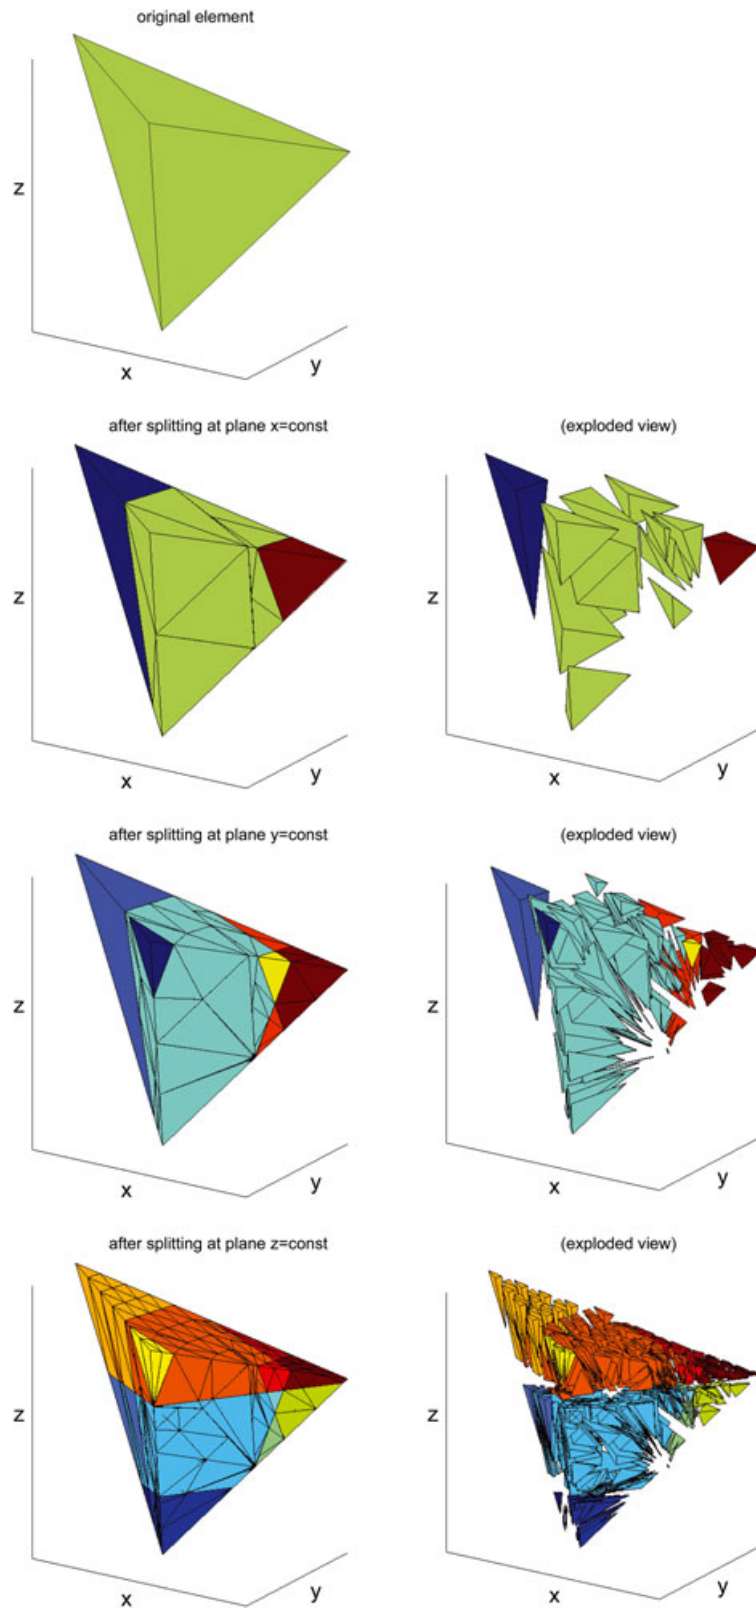 original element
z
x
y
after splitting at plane x=const
(exploded view)
z
x
y
z
x
y
after splitting at plane y=const
(exploded view)
z
x
y
z
x
y
after splitting at plane z=const
(exploded view)
z
x
y
z
x
y